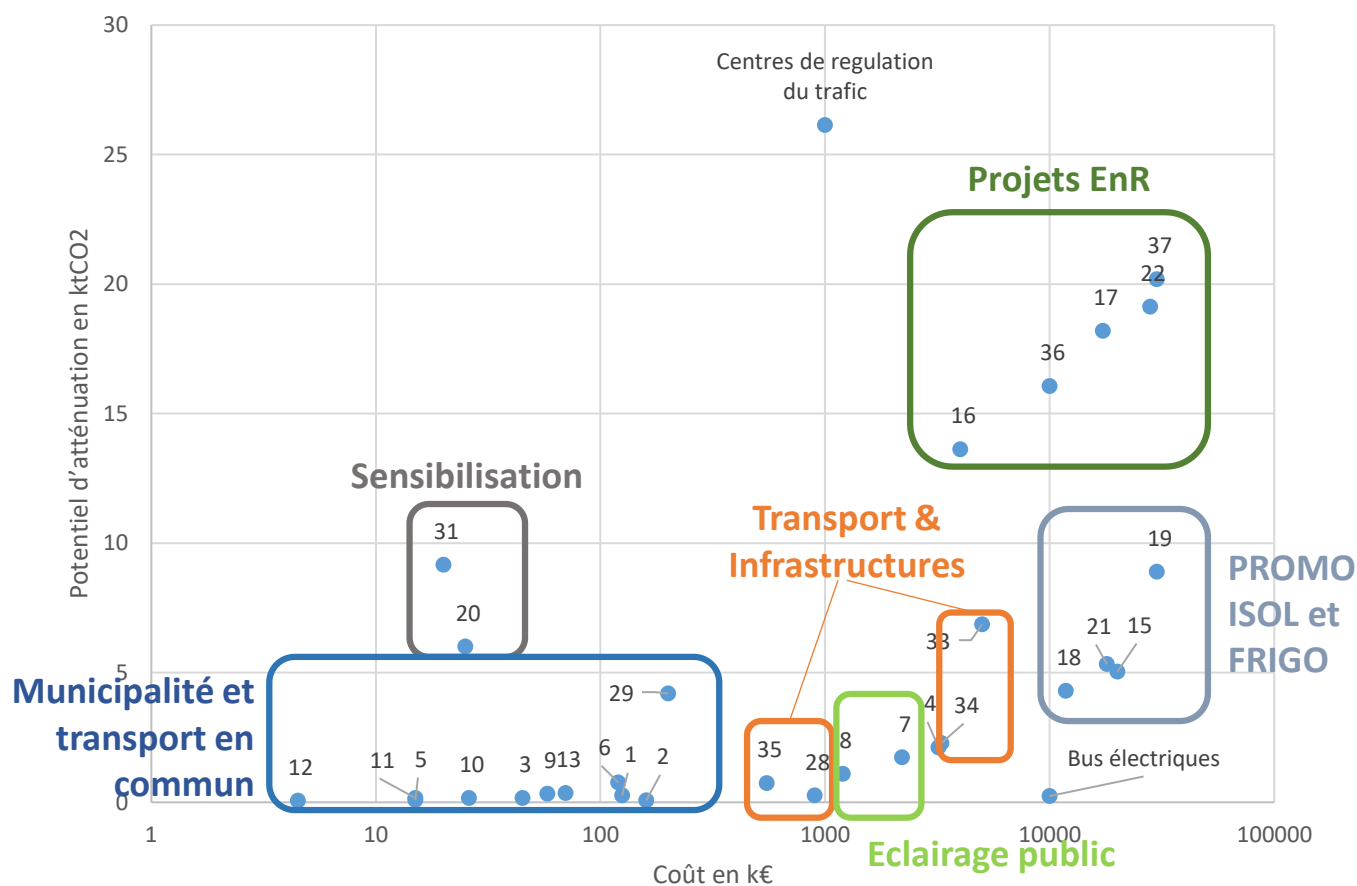 30
Centres de regulation
du trafic
25
Projets EnR
37
22
20
17
36
15
16
Potentiel d'atténuation en ktCO2
Sensibilisation
31
10
20
Transport &
Infrastructures
19
PROMO
ISOL et
FRIGO
33
21
15
18
5
Municipalité et
transport en
commun
29
4
34
7
8
35
28
12
11
5
10
3
9
13
6
1
2
Bus électriques
0
1
10
100
1000
10000
100000
Eclairage public
Coût en k€